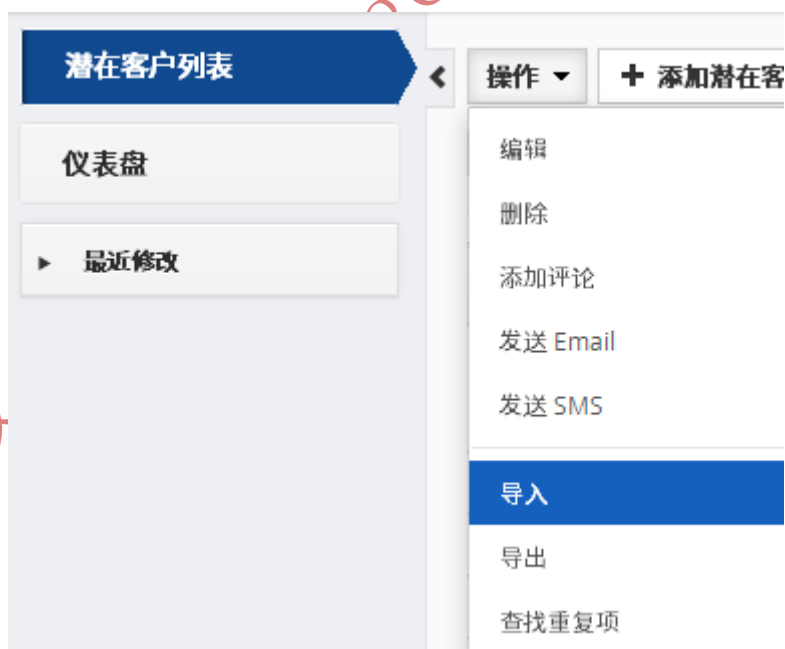 潜在客户列表
操作
添加潜在客
仪表盘
最近修改
编辑
删除
添加评论
发送 Email
发送 SMS
导入
导出
查找重复项